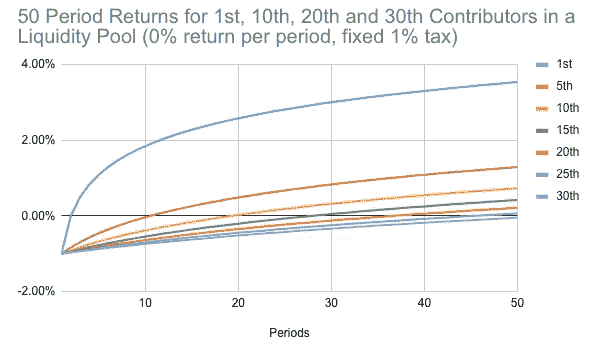 50 Period Returns for 1st, 10th, 20th and 30th Contributors in a
Liquidity Pool (0% return per period, fixed 1% tax)
4.00%
2.00%
0.00%
-2.00%
10
20
30
40
50
Periods
1st
5th
10th
15th
20th
25th
30th